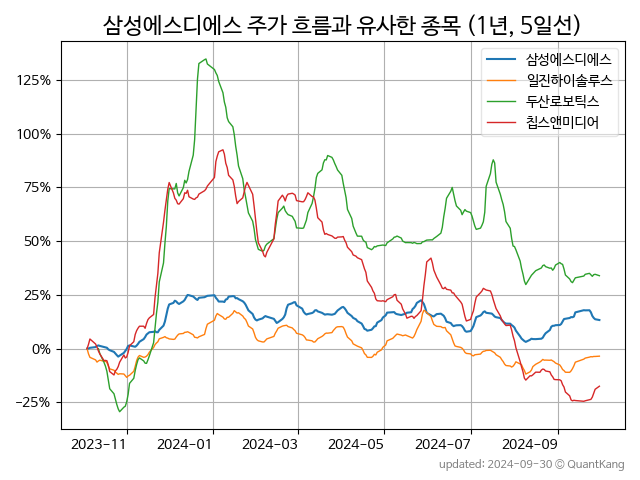 삼성에스디에스 주가 흐름과 유사한 종목 (1년, 5일선)
삼성에스디에스
일진하이솔루스
두산로보틱스
칩스앤미디어
125%
100%
75%
50%
25%
0%
−25%
2023-11
2024-01
2024-03
2024-05
2024-07
2024-09
updated: 2024-09-30 © QuantKang